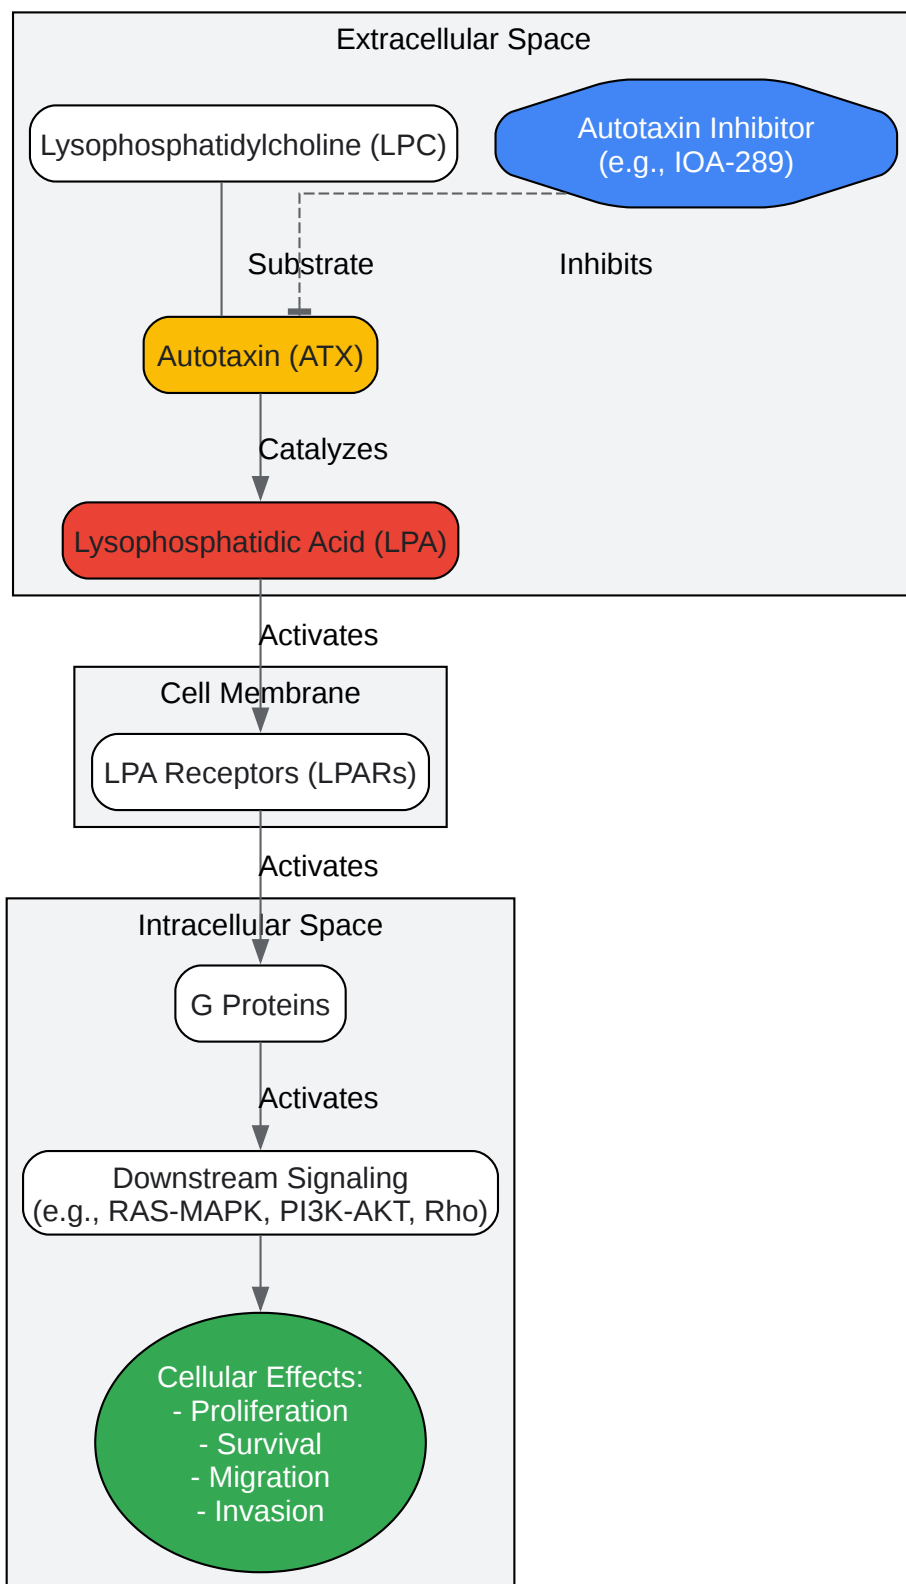 Extracellular Space
Lysophosphatidylcholine (LPC)
Autotaxin Inhibitor
(e.g., IOA-289)
Substrate
Inhibits
Autotaxin (ATX)
Catalyzes
Lysophosphatidic Acid (LPA)
Activates
Cell Membrane
LPA Receptors (LPARs)
Activates
Intracellular Space
G Proteins
Activates
Downstream Signaling
(e.g., RAS-MAPK, PI3K-AKT, Rho)
Cellular Effects:
- Proliferation
- Survival
- Migration
- Invasion